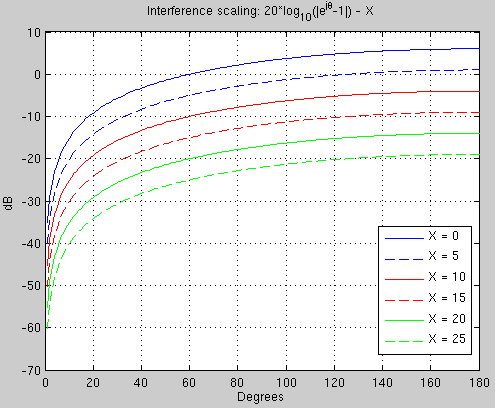 Interference scaling: 20*log10(|e^iθ-1|) - X
10
0
-10
-20
-30
-40
-50
-60
-70
dB
X = 0
X = 5
X = 10
X = 15
X = 20
X = 25
0 20 40 60 80 100 120 140 160 180
Degrees